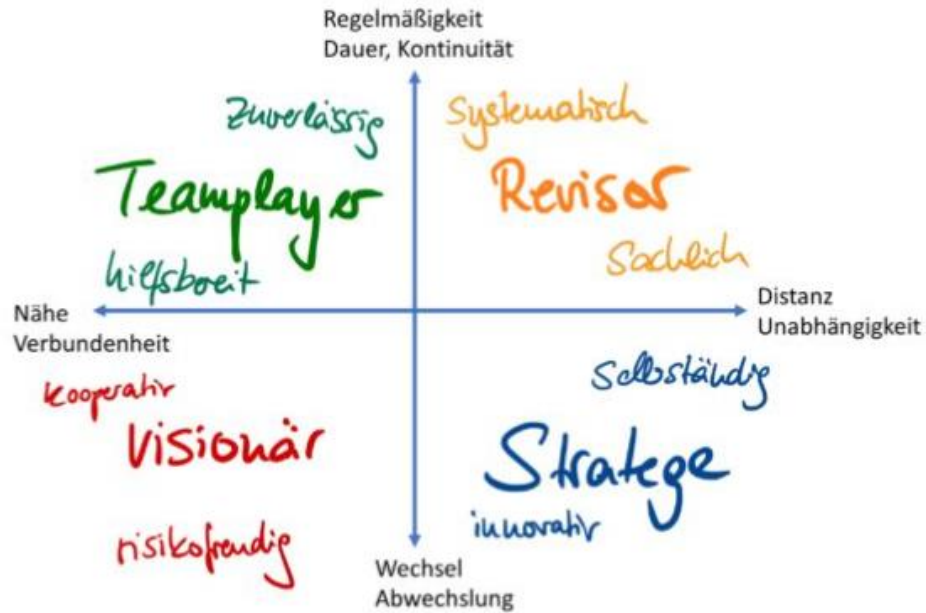 Regelmäßigkeit
Dauer, Kontinuität
zuverlässig
systematisch
Teamplayer
Revisor
hilfsbereit
sachlich
Nähe
Verbundenheit
Distanz
Unabhängigkeit
kooperativ
selbständig
Visionär
Stratege
innovativ
risikofreudig
Wechsel
Abwechslung